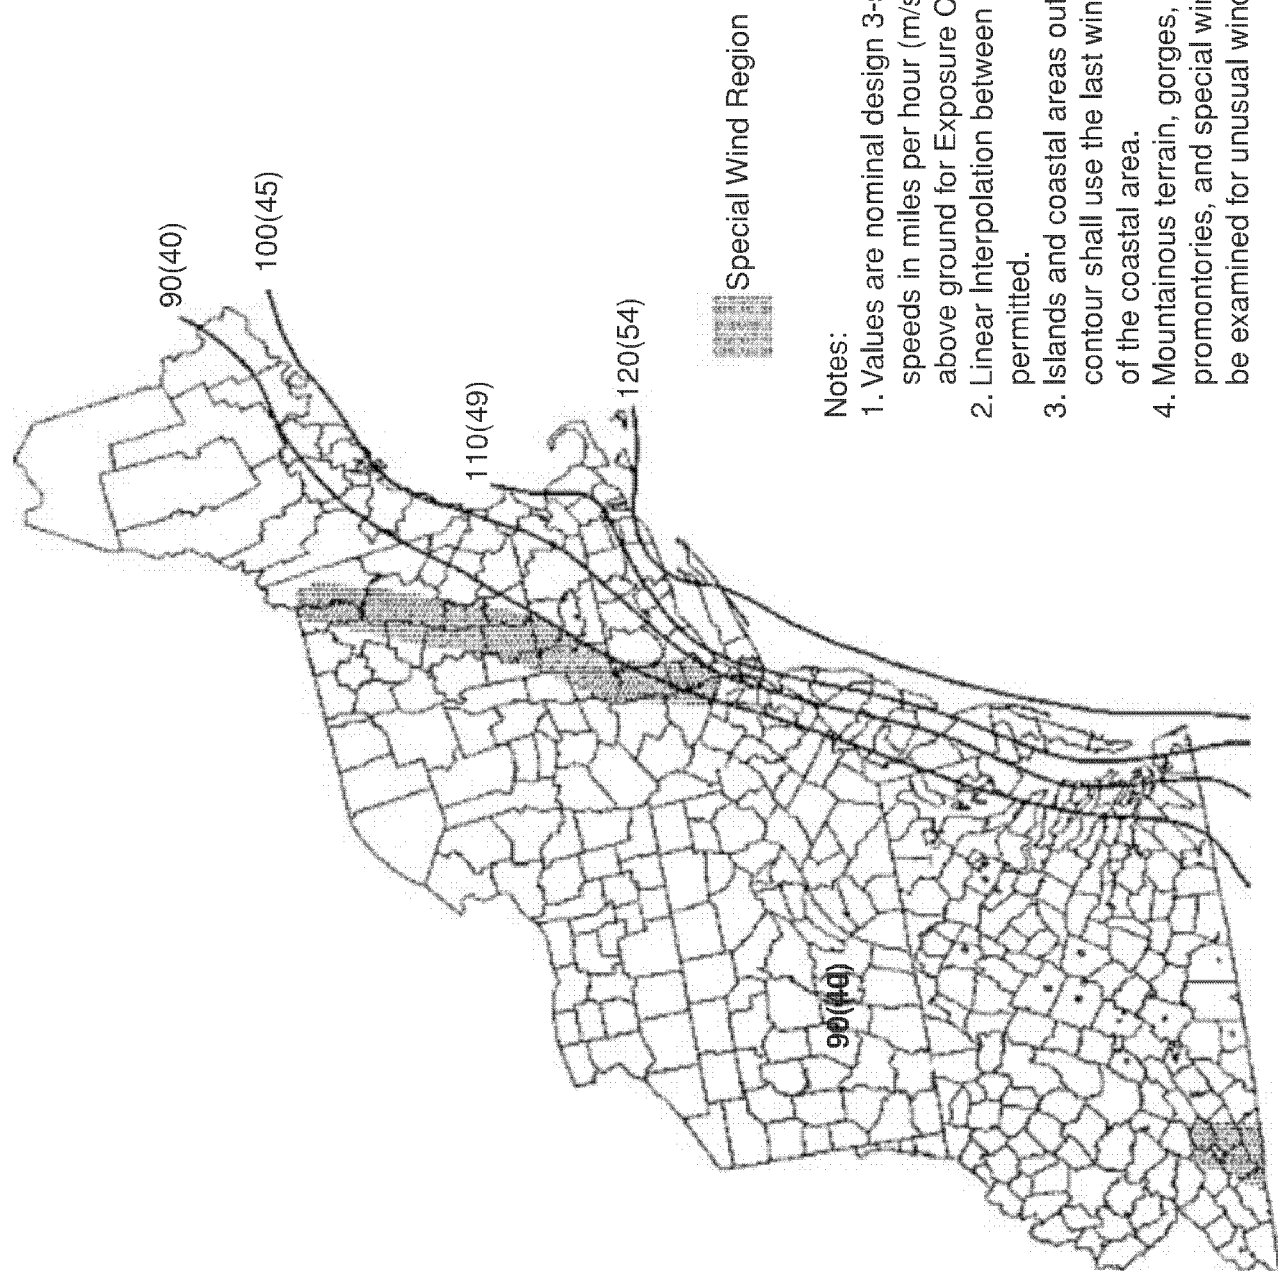 90(40)
100(45)
110(49)
120(54)
90(40)
Special Wind Region
Notes:
1. Values are nominal design 3-s
speeds in miles per hour (m/s
above ground for Exposure C
2. Linear Interpolation between
permitted.
3. Islands and coastal areas out
contour shall use the last win
of the coastal area.
4. Mountainous terrain, gorges,
promontories, and special win
be examined for unusual wind